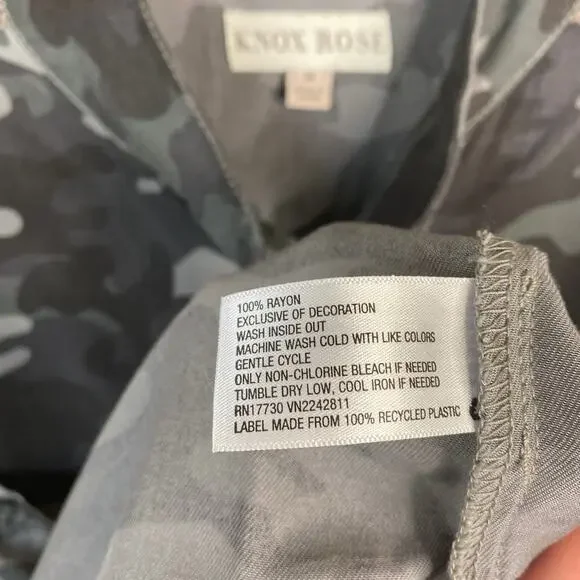 KNOX ROSE
100% RAYON
EXCLUSIVE OF DECORATION
WASH INSIDE OUT
MACHINE WASH COLD WITH LIKE COLORS
GENTLE CYCLE
ONLY NON-CHLORINE BLEACH IF NEEDED
TUMBLE DRY LOW, COOL IRON IF NEEDED
RN17730 VN2242811
LABEL MADE FROM 100% RECYCLED PLASTIC